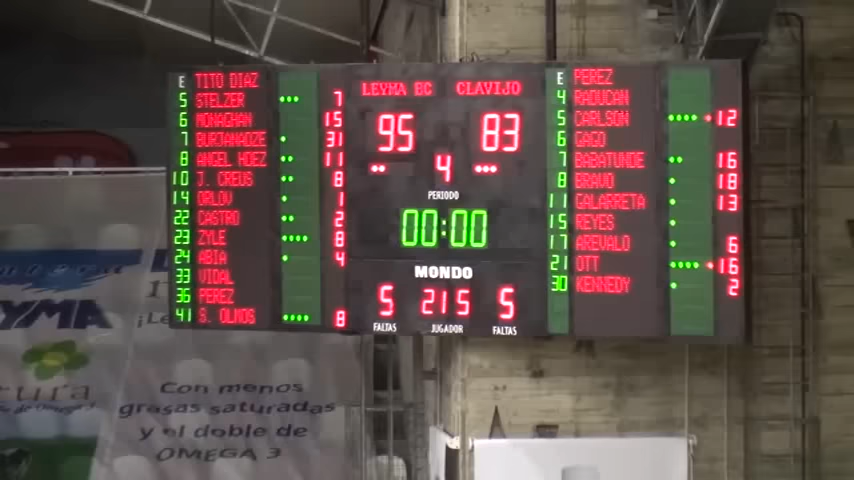 E TITO DIAZ
5 STELZER 7
6 MONAGHAN 15
7 BURJANADZE 31
8 ANGEL HDEZ 11
10 J. CREUS 8
14 ORLOV 1
22 CASTRO 2
23 ZYLE 8
24 ABIA 4
33 VIDAL
36 PEREZ
41 S. OLMOS 8
LEYMA BC CLAVIJO
95 83
4
PERIODO
00:00
MONDO
5 215 5
FALTAS JUGADOR FALTAS
E PEREZ
4 RADUCAN
5 CARLSON 12
6 GAGO
7 BABATUNDE 16
8 BRAVO 18
11 GALARRETA 13
15 REYES
17 AREVALO 6
21 OTT 16
30 KENNEDY 2
YMA
Con menos
grasas saturadas
y el doble de
OMEGA 3